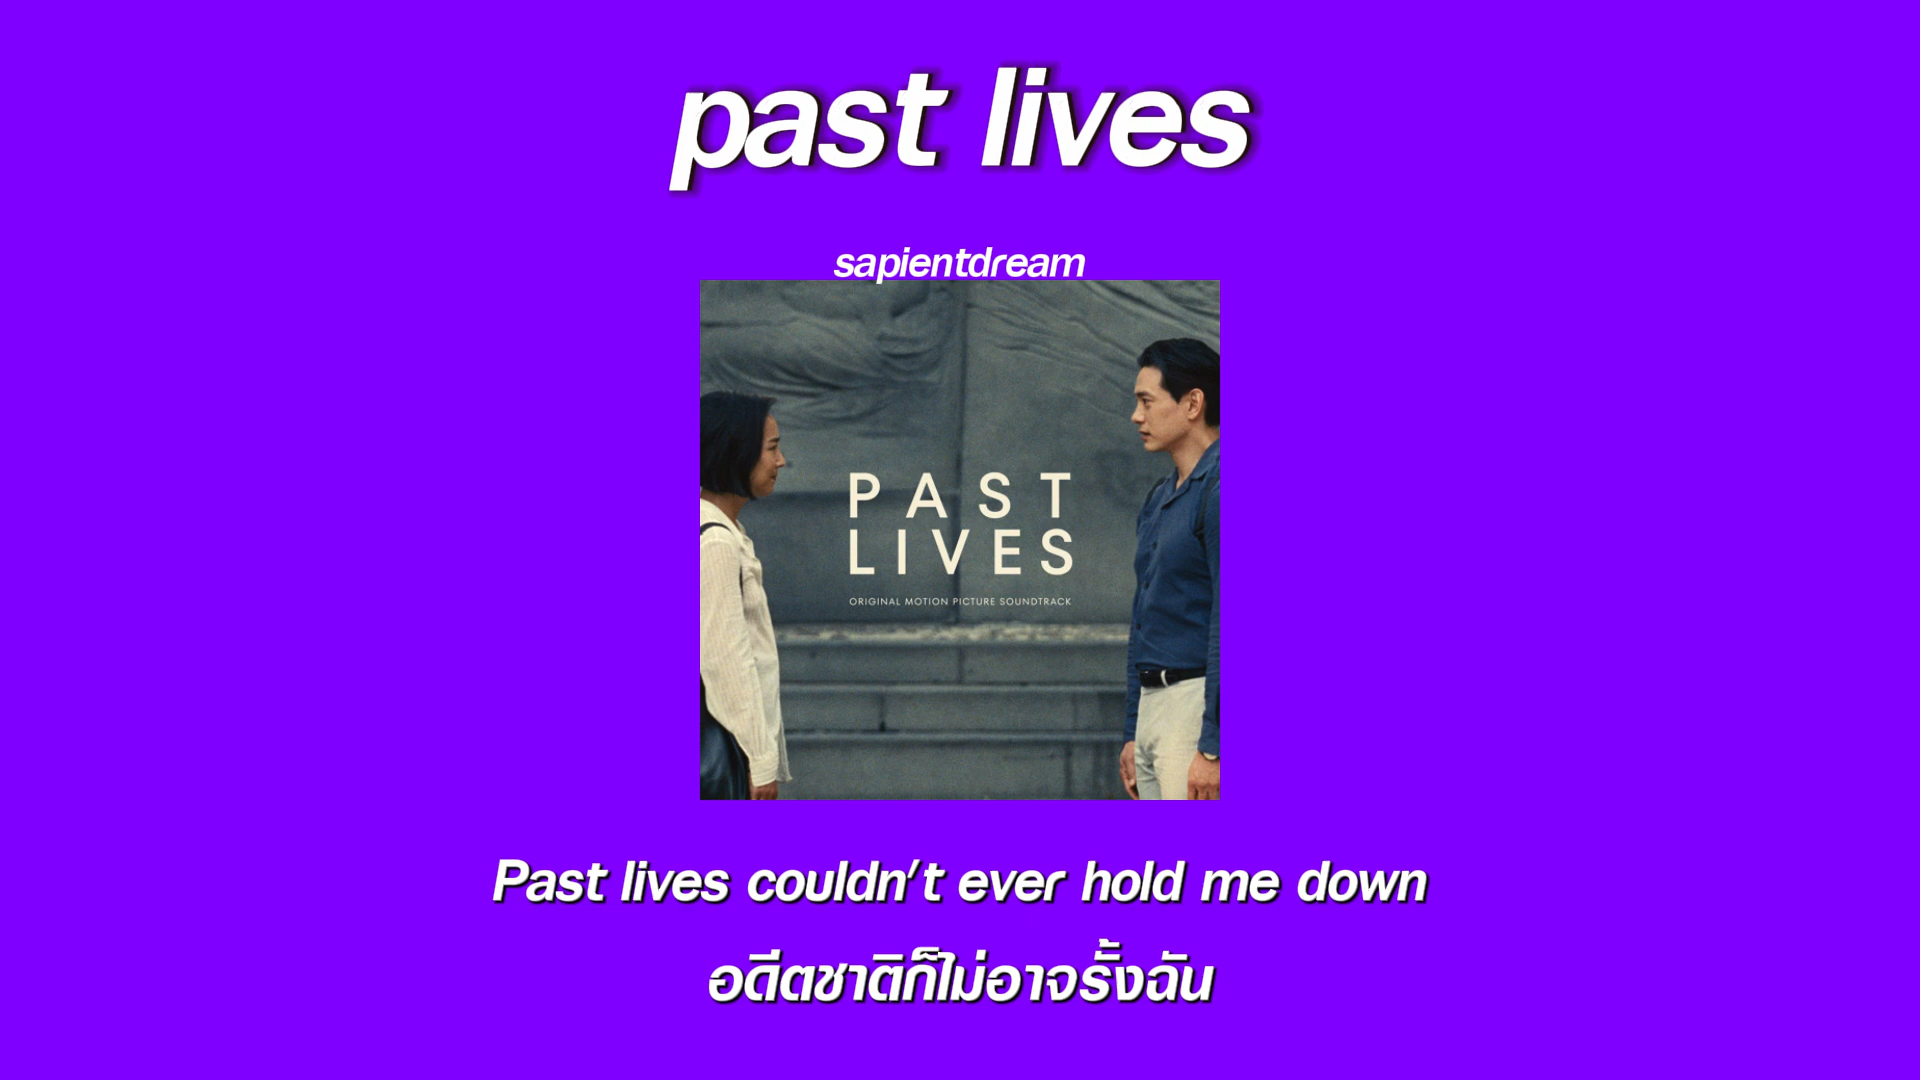 past lives
sapientdream
PAST
LIVES
ORIGINAL MOTION PICTURE SOUNDTRACK
Past lives couldn't ever hold me down
อดีตชาติก็ไม่อาจรั้งฉัน